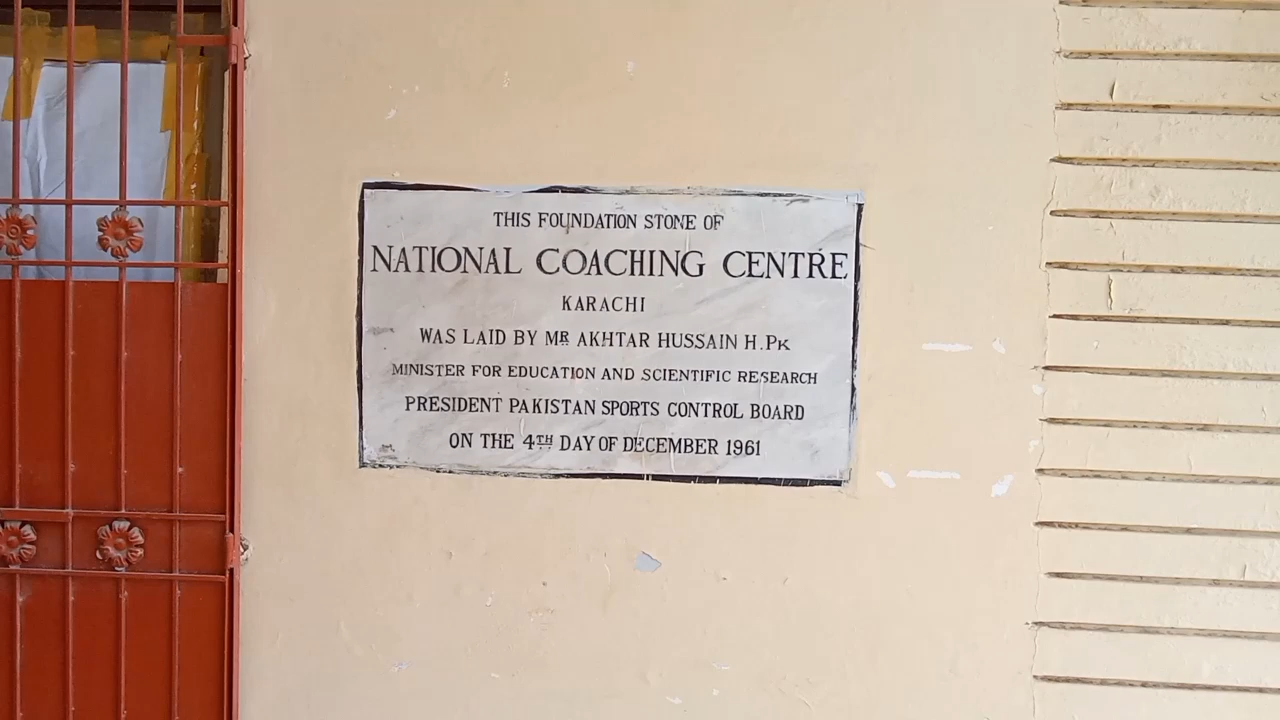 THIS FOUNDATION STONE OF
NATIONAL COACHING CENTRE
KARACHI
WAS LAID BY MR AKHTAR HUSSAIN H.PK
MINISTER FOR EDUCATION AND SCIENTIFIC RESEARCH
PRESIDENT PAKISTAN SPORTS CONTROL BOARD
ON THE 4TH DAY OF DECEMBER 1961